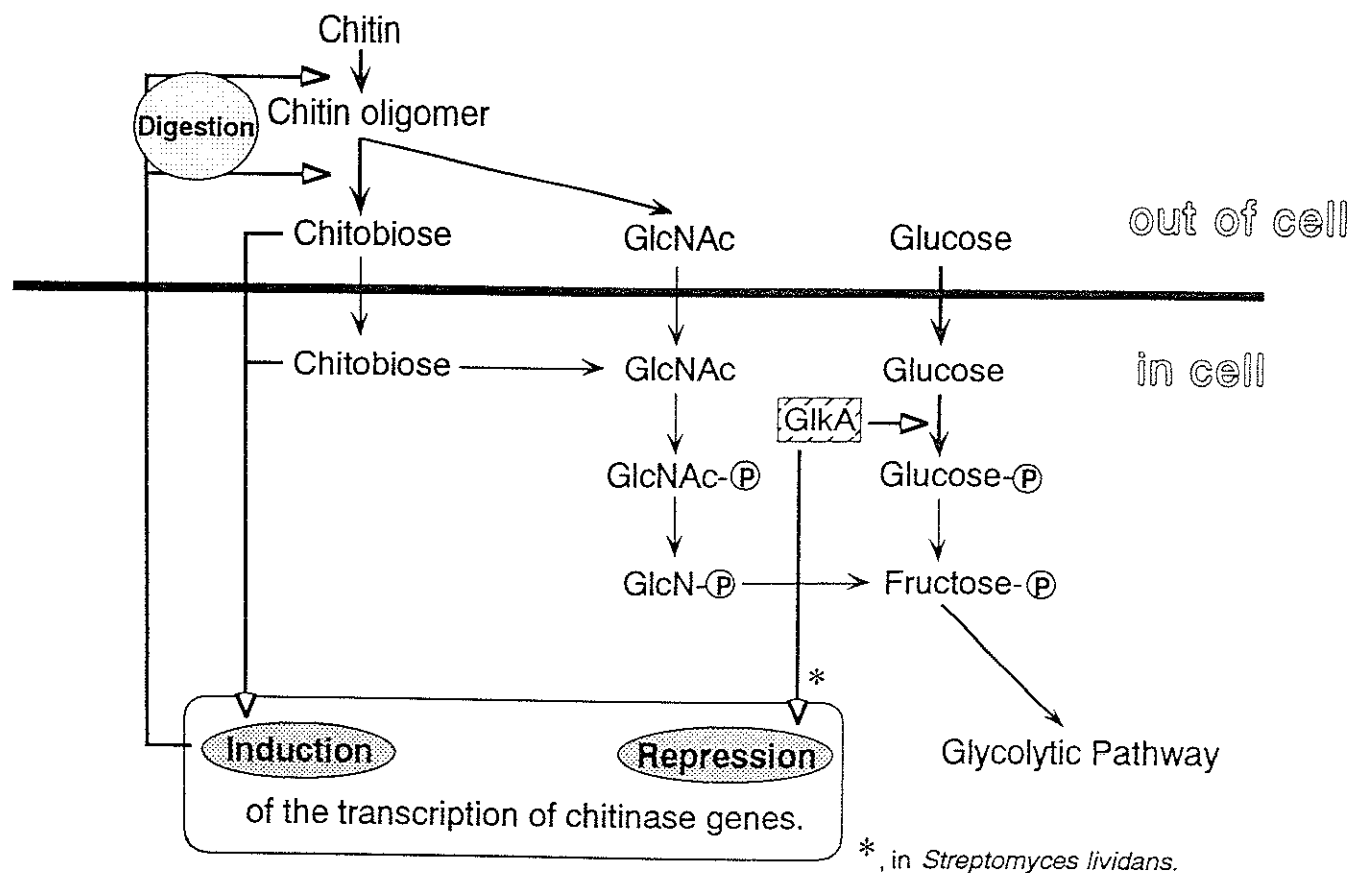 Chitin
Digestion
Chitin oligomer
Chitobiose
GlcNAc
Glucose
out of cell
Chitobiose
GlcNAc
Glucose
in cell
GlkA
GlcNAc-Ⓟ
Glucose-Ⓟ
GlcN-Ⓟ
Fructose-Ⓟ
*
Induction
Repression
Glycolytic Pathway
of the transcription of chitinase genes.
*, in Streptomyces lividans.